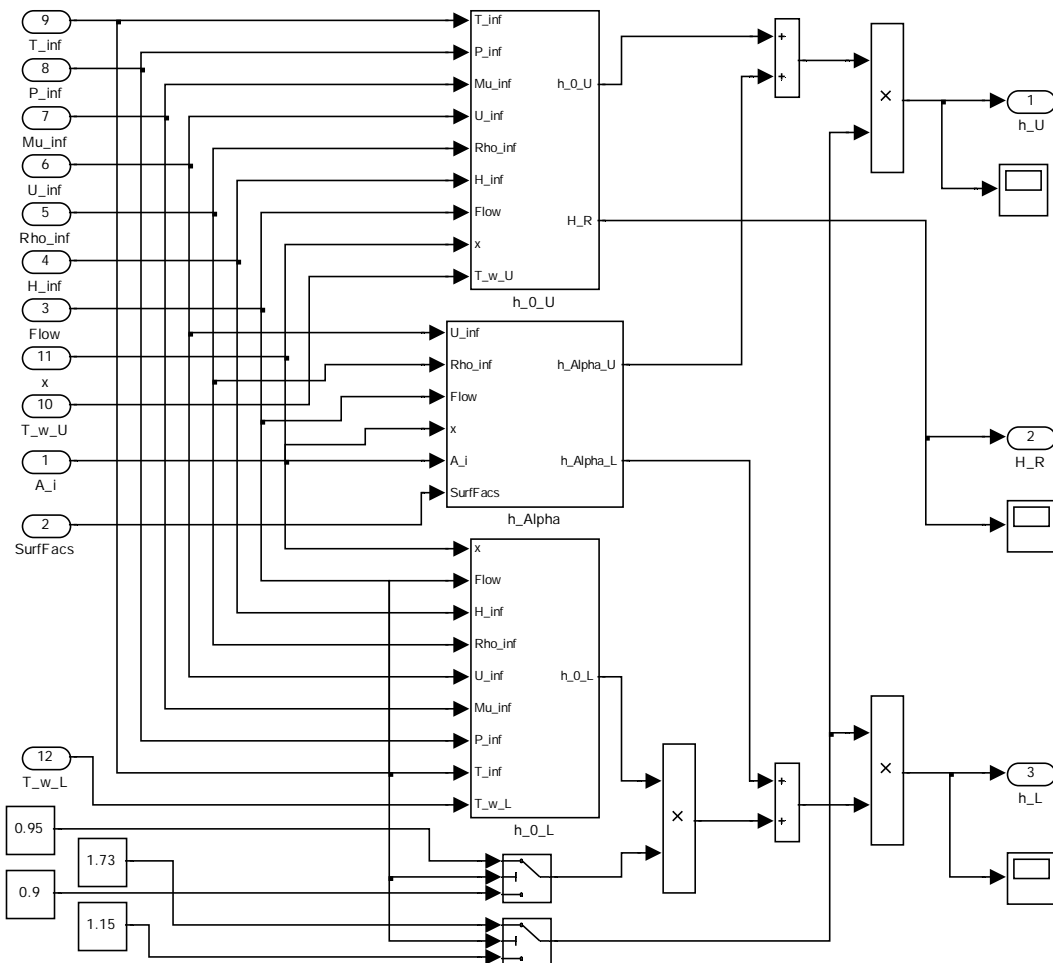 9
T_inf
8
P_inf
7
Mu_inf
6
U_inf
5
Rho_inf
4
H_inf
3
Flow
11
x
10
T_w_U
1
A_i
2
SurfFacs
12
T_w_L
0.95
1.73
0.9
1.15
T_inf
P_inf
Mu_inf
U_inf
Rho_inf
H_inf
Flow
x
T_w_U
h_0_U
H_R
h_0_U
U_inf
Rho_inf
Flow
x
A_i
SurfFacs
h_Alpha_U
h_Alpha_L
h_Alpha
x
Flow
H_inf
Rho_inf
U_inf
Mu_inf
P_inf
T_inf
T_w_L
h_0_L
h_0_L
+
+
×
×
+
+
×
1
h_U
2
H_R
3
h_L